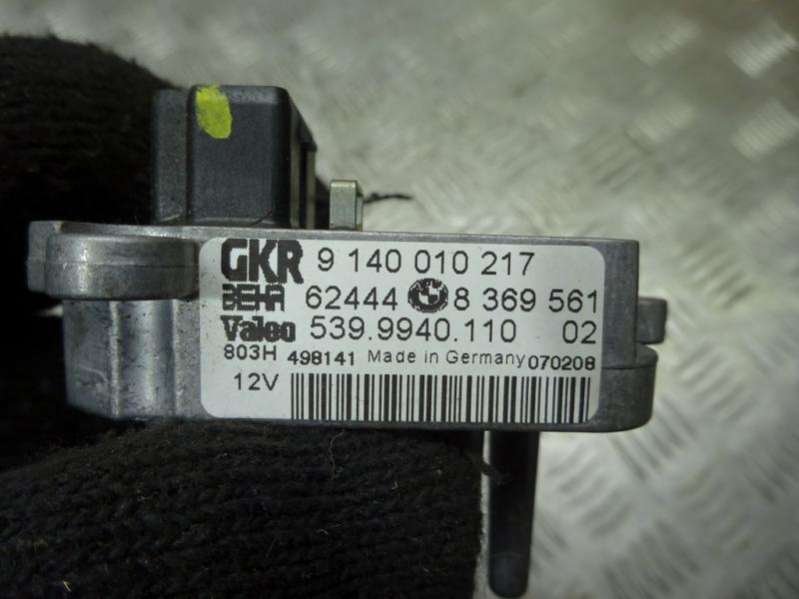 GKR 9 140 010 217
BEHR 62444 8 369 561
Valeo 539.9940.110 02
803H 498141 Made in Germany 070208
12V